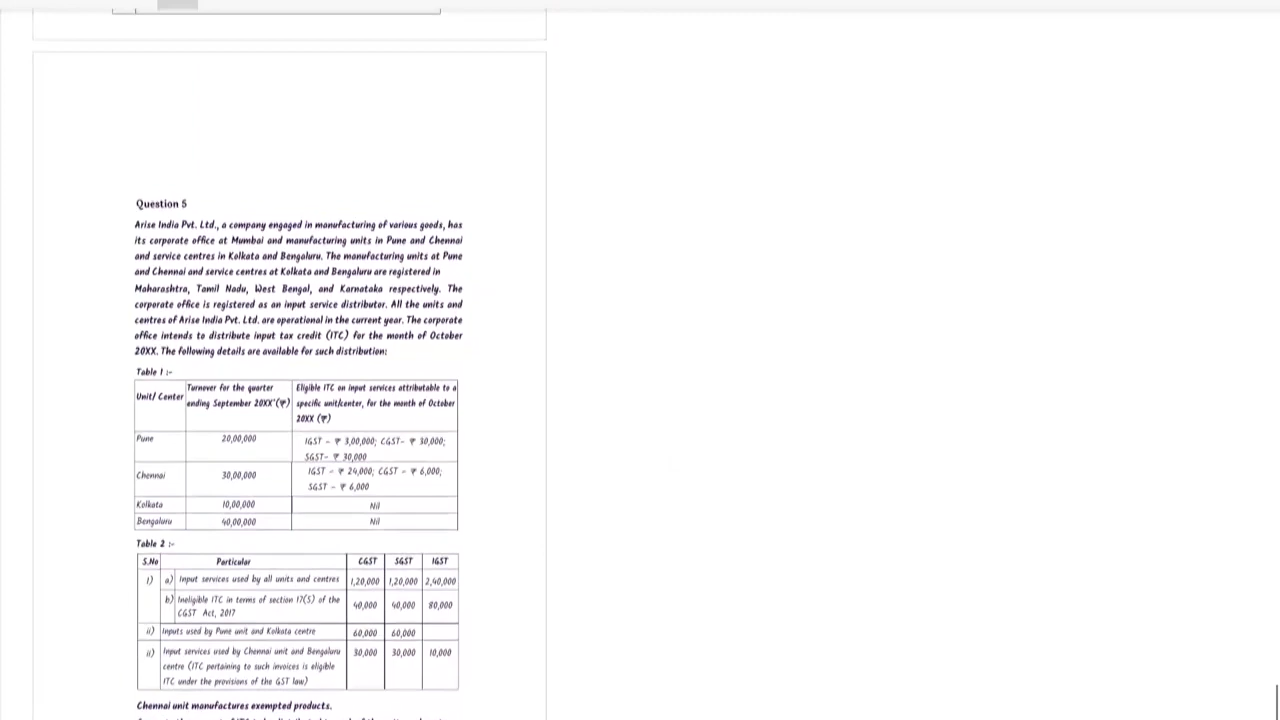 Question 5
Arise India Pvt. Ltd., a company engaged in manufacturing of various goods, has
its corporate office at Mumbai and manufacturing units in Pune and Chennai
and service centres in Kolkata and Bengaluru. The manufacturing units at Pune
and Chennai and service centres at Kolkata and Bengaluru are registered in
Maharashtra, Tamil Nadu, West Bengal, and Karnataka respectively. The
corporate office is registered as an input service distributor. All the units and
centres of Arise India Pvt. Ltd. are operational in the current year. The corporate
office intends to distribute input tax credit (ITC) for the month of October
20XX. The following details are available for such distribution:
Table 1 :-
Unit/ Center
Turnover for the quarter
ending September 20XX'(₹)
Eligible ITC on input services attributable to a
specific unit/center, for the month of October
20XX (₹)
Pune
20,00,000
IGST - ₹ 3,00,000; CGST- ₹ 30,000;
SGST- ₹ 30,000
Chennai
30,00,000
IGST - ₹ 24,000; CGST - ₹ 6,000;
SGST - ₹ 6,000
Kolkata 10,00,000 Nil
Bengaluru 40,00,000 Nil
Table 2 :-
S.No Particular CGST SGST IGST
i) a) Input services used by all units and centres 1,20,000 1,20,000 2,40,000
b) Ineligible ITC in terms of section 17(5) of the
CGST Act, 2017
40,000 40,000 80,000
ii) Inputs used by Pune unit and Kolkata centre 60,000 60,000
ii) Input services used by Chennai unit and Bengaluru 30,000 30,000 10,000
centre (ITC pertaining to such invoices is eligible
ITC under the provisions of the GST law)
Chennai unit manufactures exempted products.